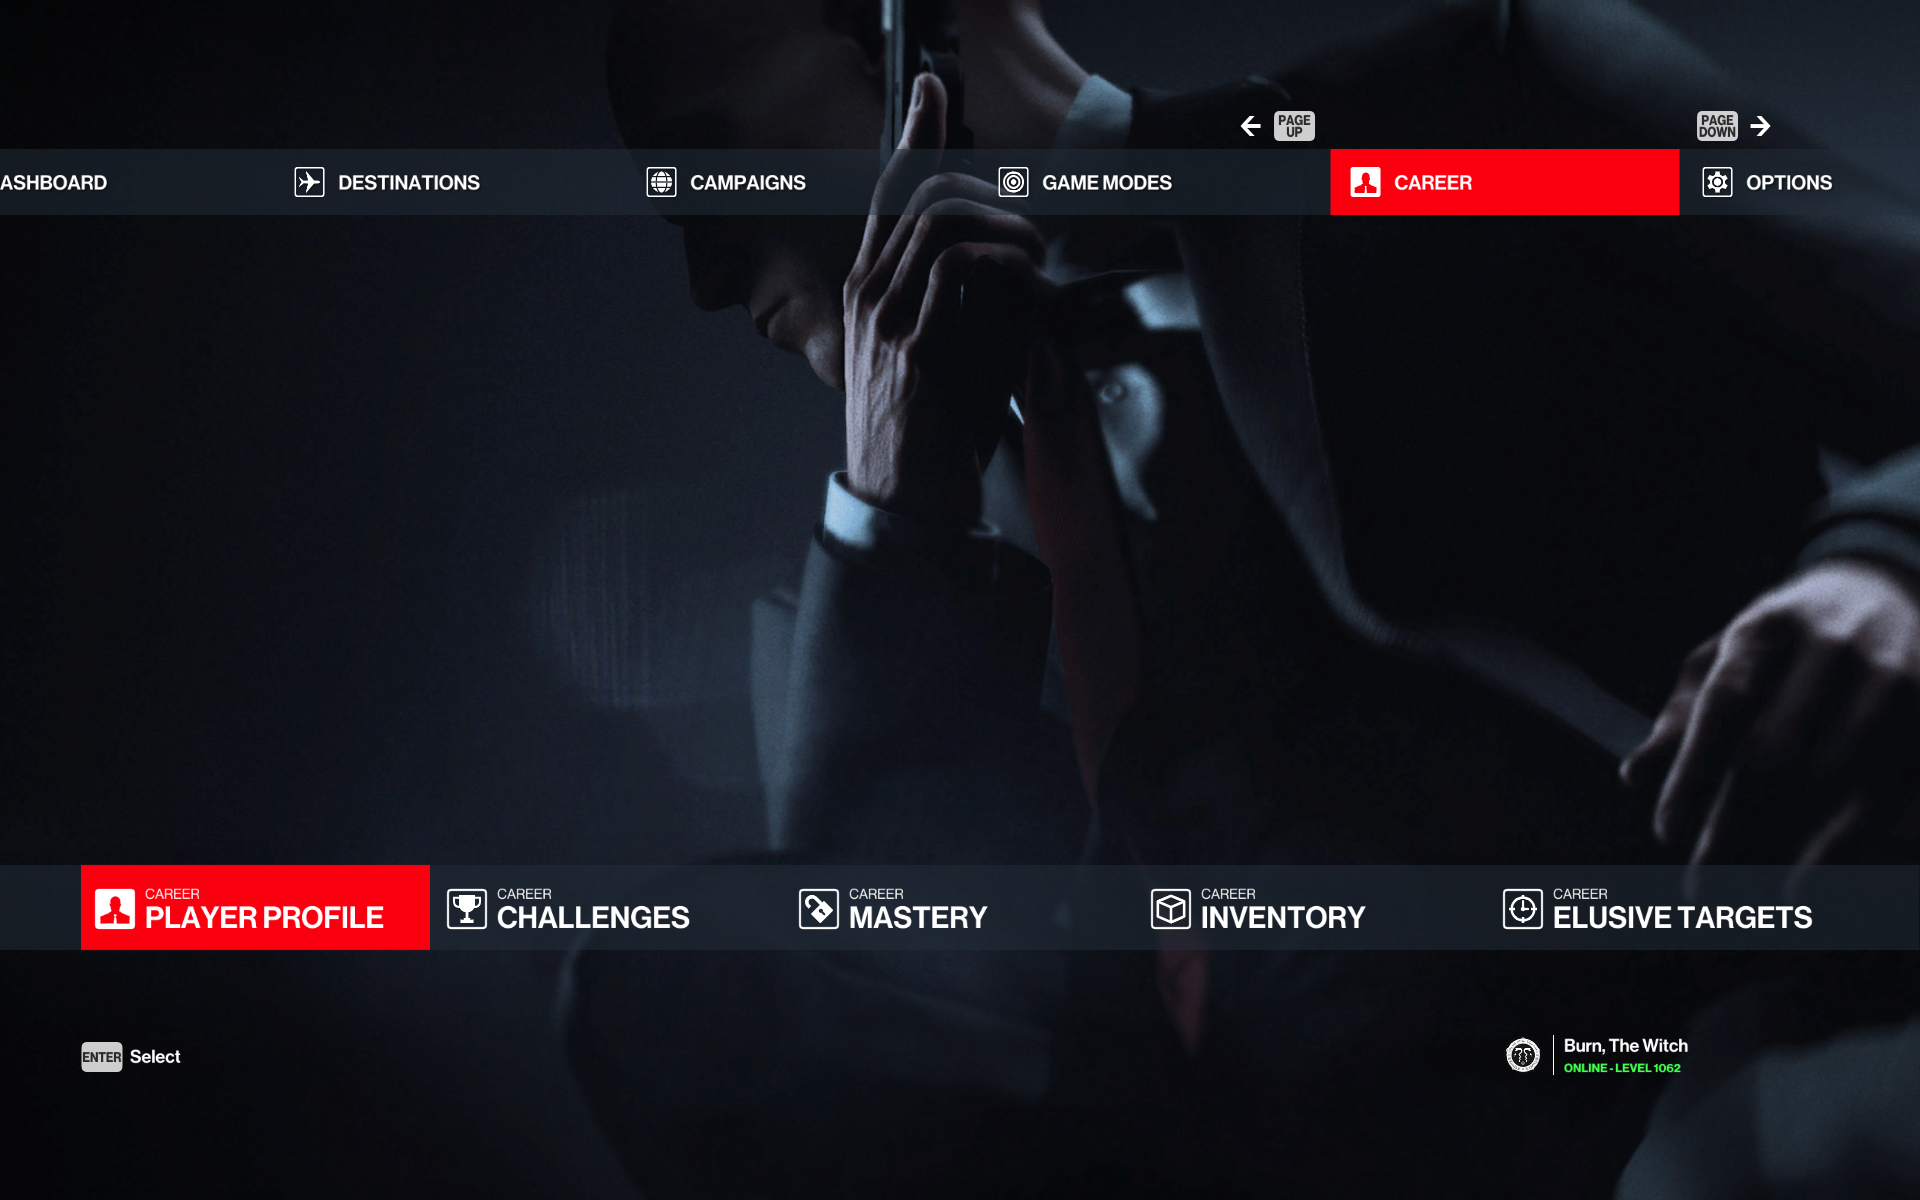 PAGE
UP
PAGE
DOWN
ASHBOARD
DESTINATIONS
CAMPAIGNS
GAME MODES
CAREER
OPTIONS
CAREER
PLAYER PROFILE
CAREER
CHALLENGES
CAREER
MASTERY
CAREER
INVENTORY
CAREER
ELUSIVE TARGETS
ENTER Select
Burn, The Witch
ONLINE - LEVEL 1062